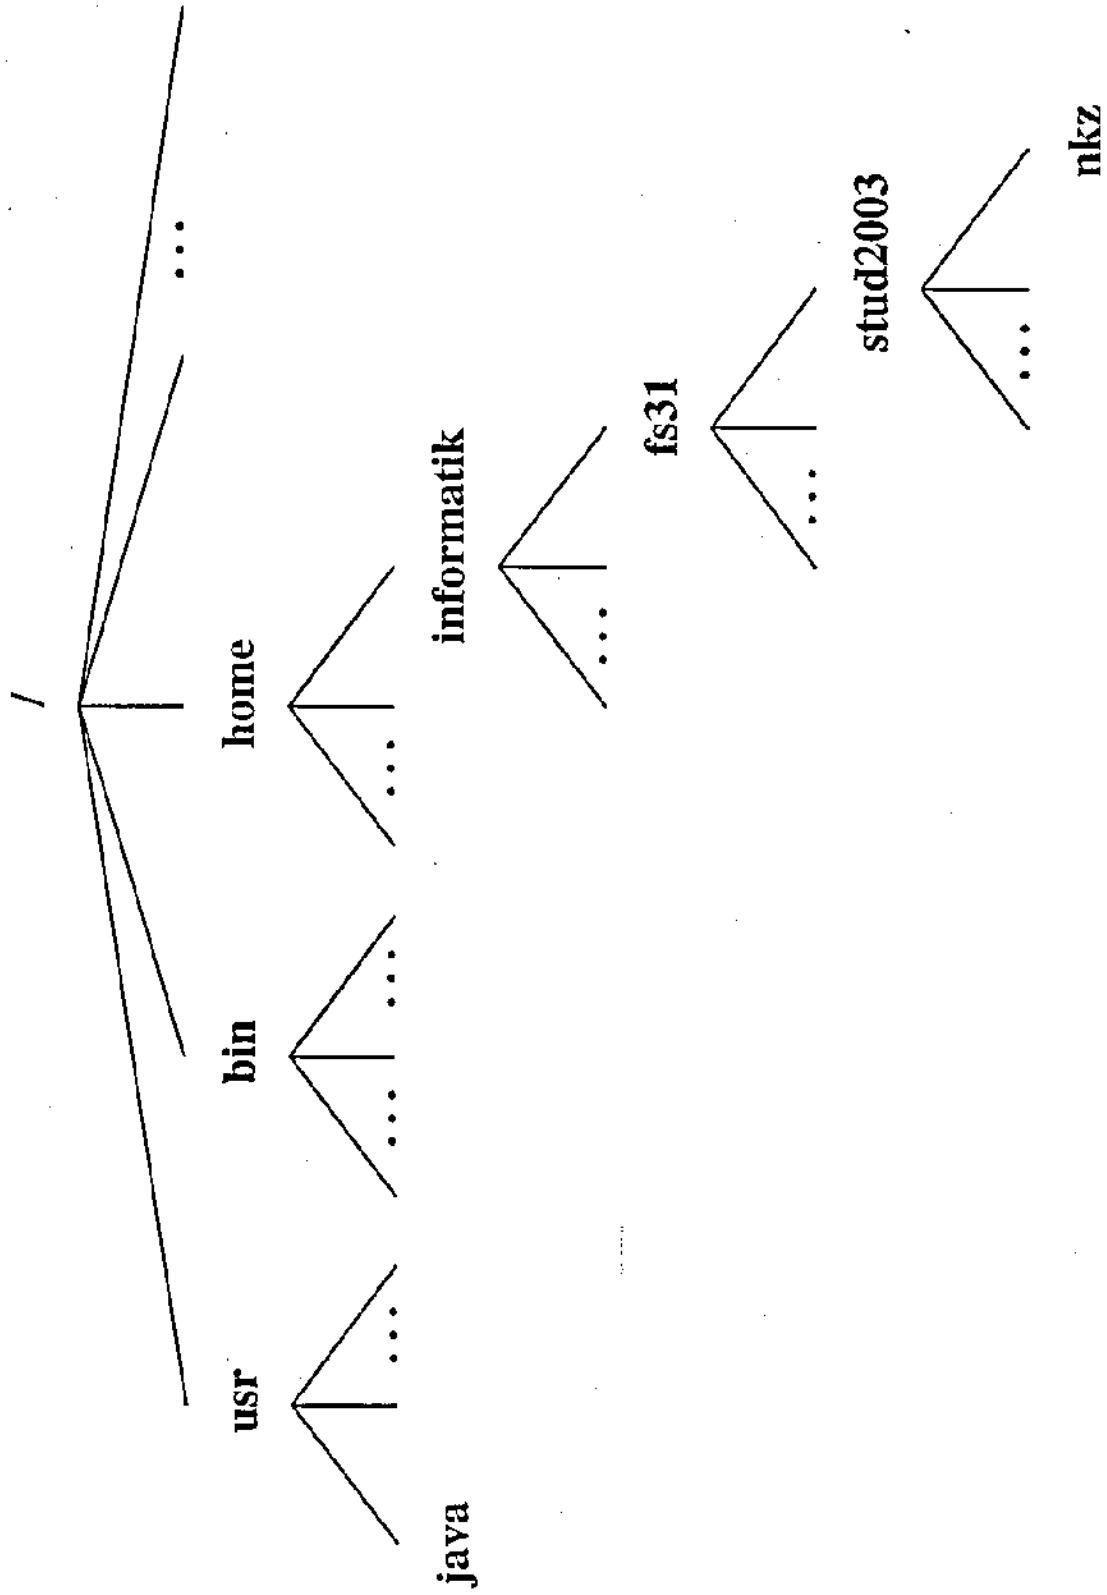 /
usr bin home ...
java ... ... ... ... informatik
... fs31
... stud2003
... nkz